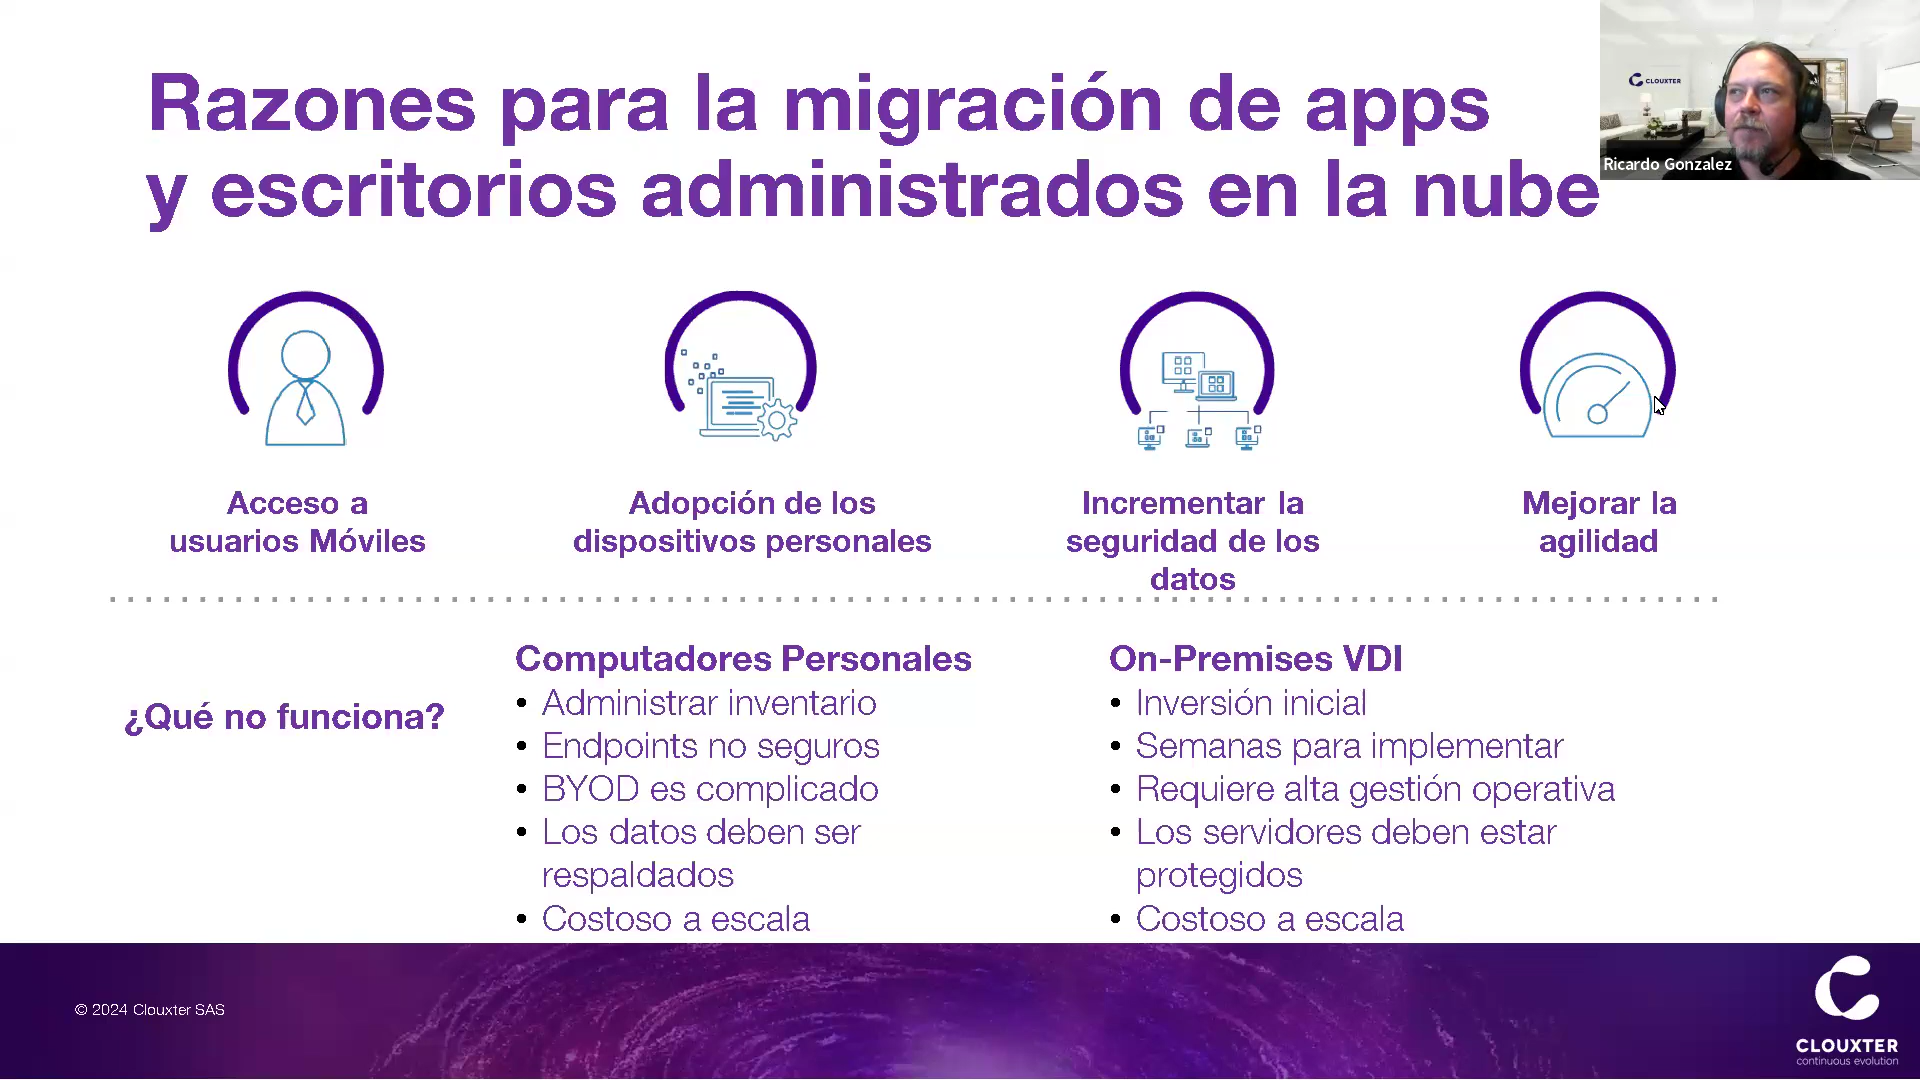 Razones para la migración de apps
y escritorios administrados en la nube
CLOUXTER
Ricardo Gonzalez
Acceso a
usuarios Móviles
Adopción de los
dispositivos personales
Incrementar la
seguridad de los
datos
Mejorar la
agilidad
¿Qué no funciona?
Computadores Personales
• Administrar inventario
• Endpoints no seguros
• BYOD es complicado
• Los datos deben ser
respaldados
• Costoso a escala
On-Premises VDI
• Inversión inicial
• Semanas para implementar
• Requiere alta gestión operativa
• Los servidores deben estar
protegidos
• Costoso a escala
© 2024 Clouxter SAS
CLOUXTER
continuous evolution